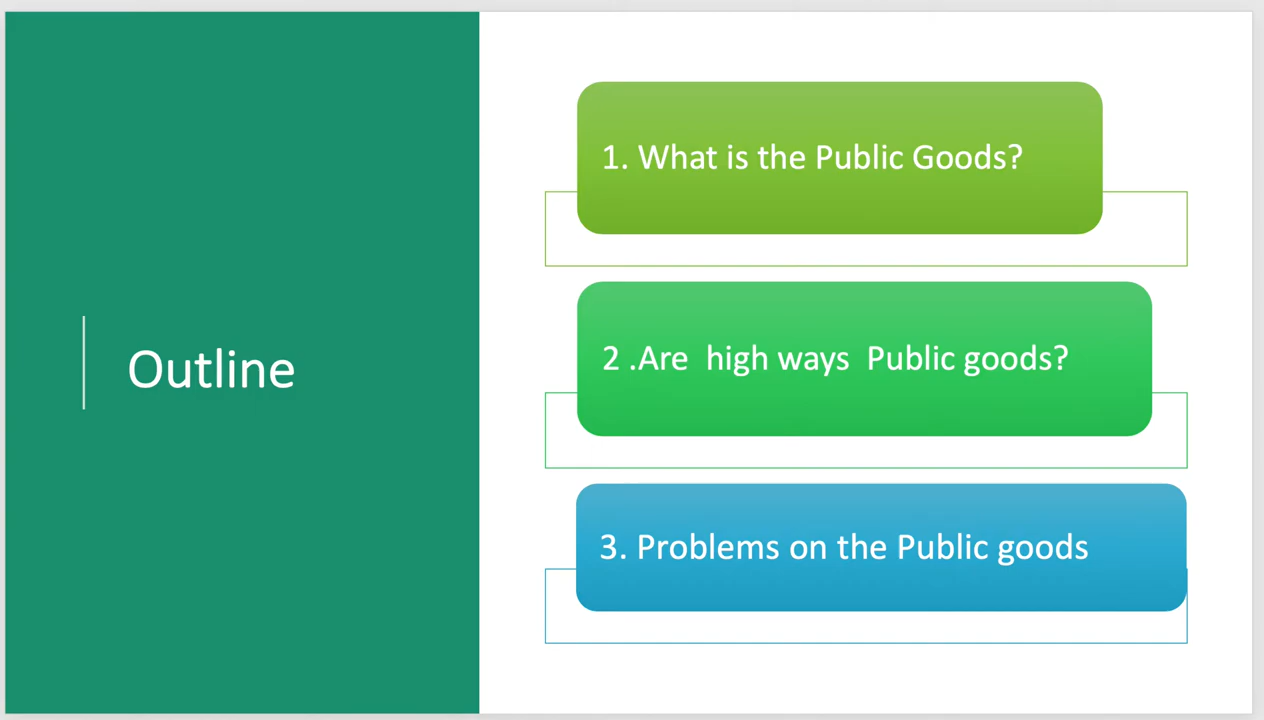 Outline
1. What is the Public Goods?
2 .Are  high ways  Public goods?
3. Problems on the Public goods